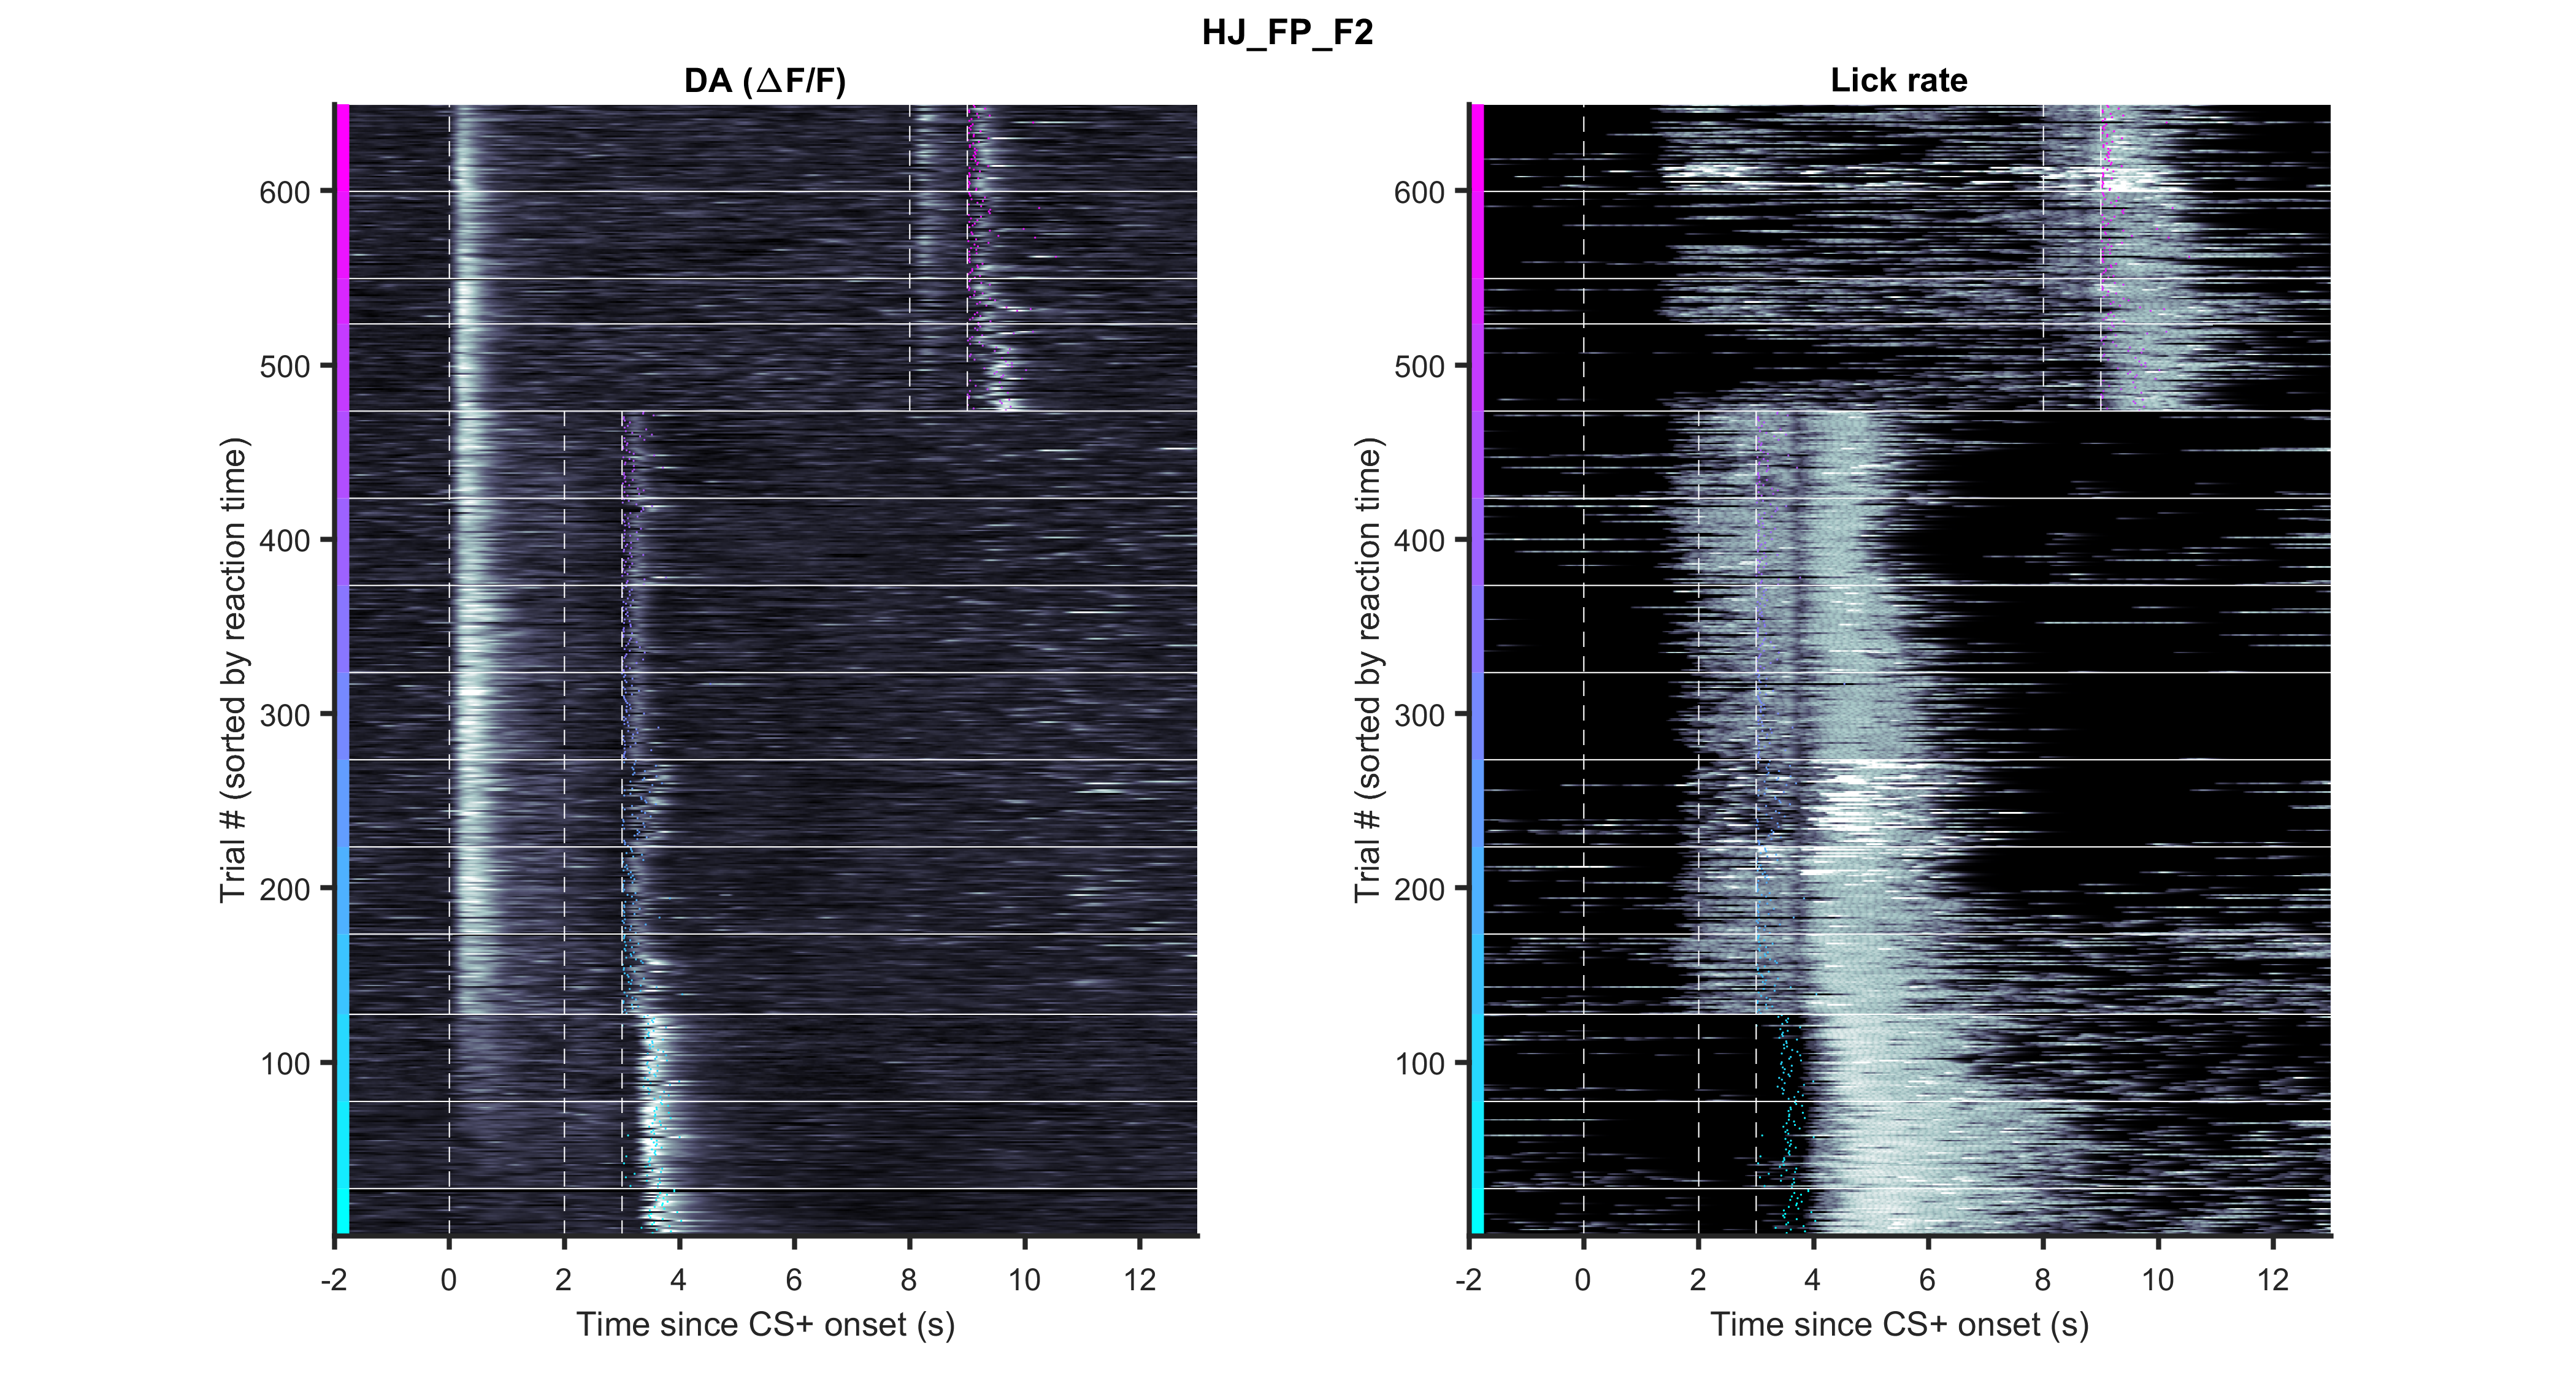 HJ_FP_F2
DA (ΔF/F)
Trial # (sorted by reaction time)
600
500
400
300
200
100
-2 0 2 4 6 8 10 12
Time since CS+ onset (s)
Lick rate
Trial # (sorted by reaction time)
600
500
400
300
200
100
-2 0 2 4 6 8 10 12
Time since CS+ onset (s)